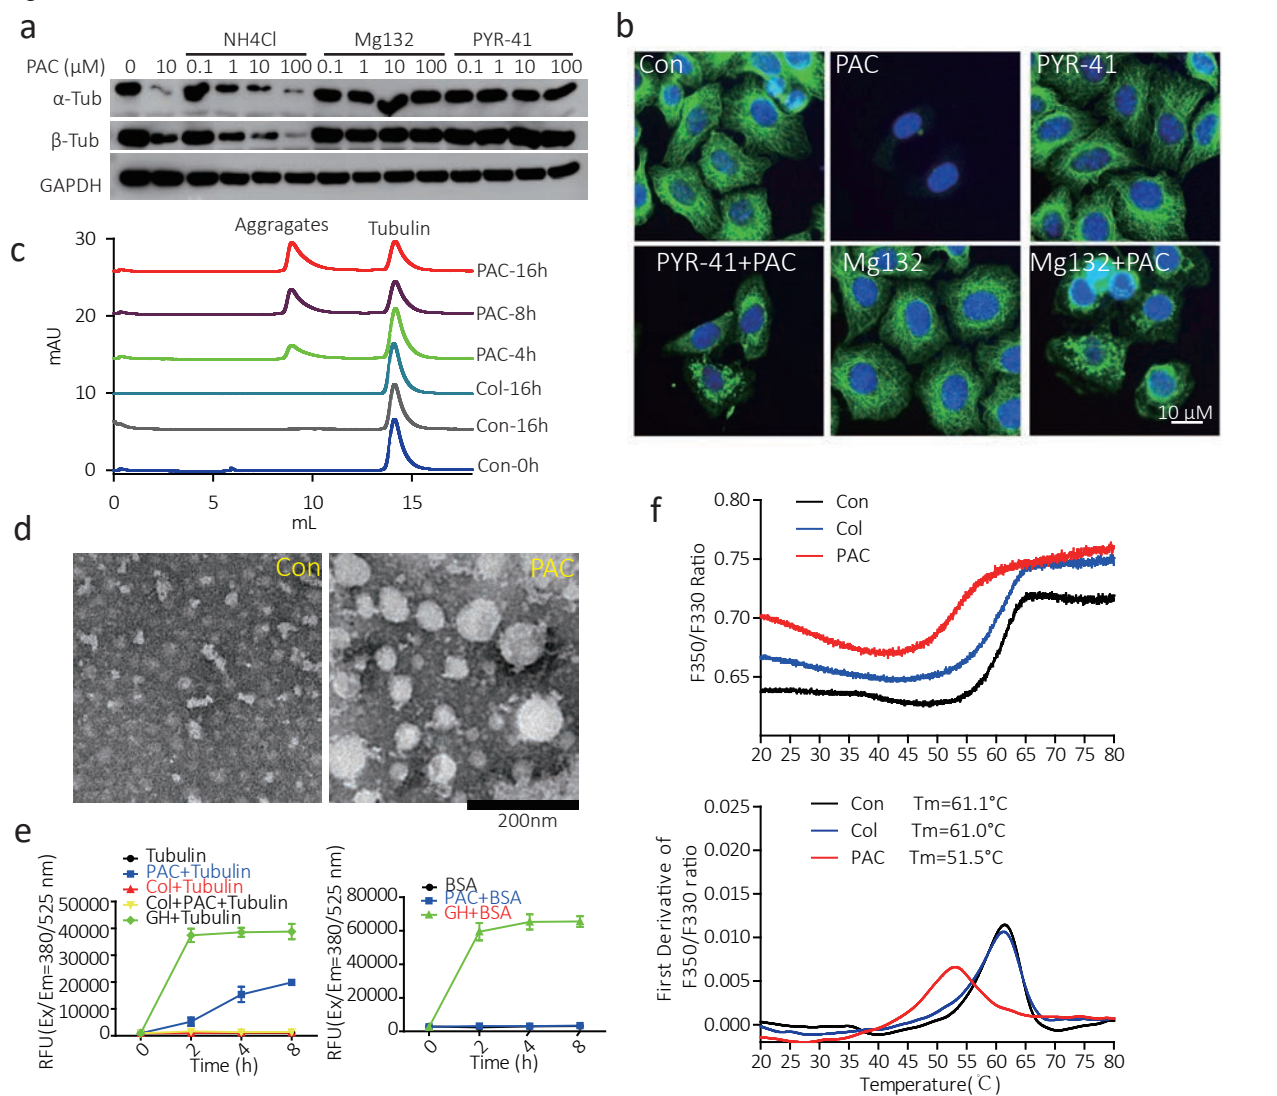 a
NH4Cl Mg132 PYR-41
PAC (µM) 0 10 0.1 1 10 100 0.1 1 10 100 0.1 1 10 100
α-Tub
β-Tub
GAPDH
b
Con PAC PYR-41
PYR-41+PAC Mg132 Mg132+PAC
10 µM
c
Aggragates Tubulin
30
20
10
0
mAU
PAC-16h
PAC-8h
PAC-4h
Col-16h
Con-16h
Con-0h
0 5 10 15
mL
d
Con PAC
200nm
e
Tubulin
PAC+Tubulin
Col+Tubulin
Col+PAC+Tubulin
GH+Tubulin
RFU(Ex/Em=380/525 nm)
50000
40000
30000
20000
10000
0
0 2 4 8
Time (h)
BSA
PAC+BSA
GH+BSA
RFU(Ex/Em=380/525 nm)
80000
60000
40000
20000
0
0 2 4 8
Time (h)
f
Con
Col
PAC
F350/F330 Ratio
0.80
0.75
0.70
0.65
20 25 30 35 40 45 50 55 60 65 70 75 80
Con Tm=61.1°C
Col Tm=61.0°C
PAC Tm=51.5°C
First Derivative of
F350/F330 ratio
0.025
0.020
0.015
0.010
0.005
0.000
20 25 30 35 40 45 50 55 60 65 70 75 80
Temperature(℃)